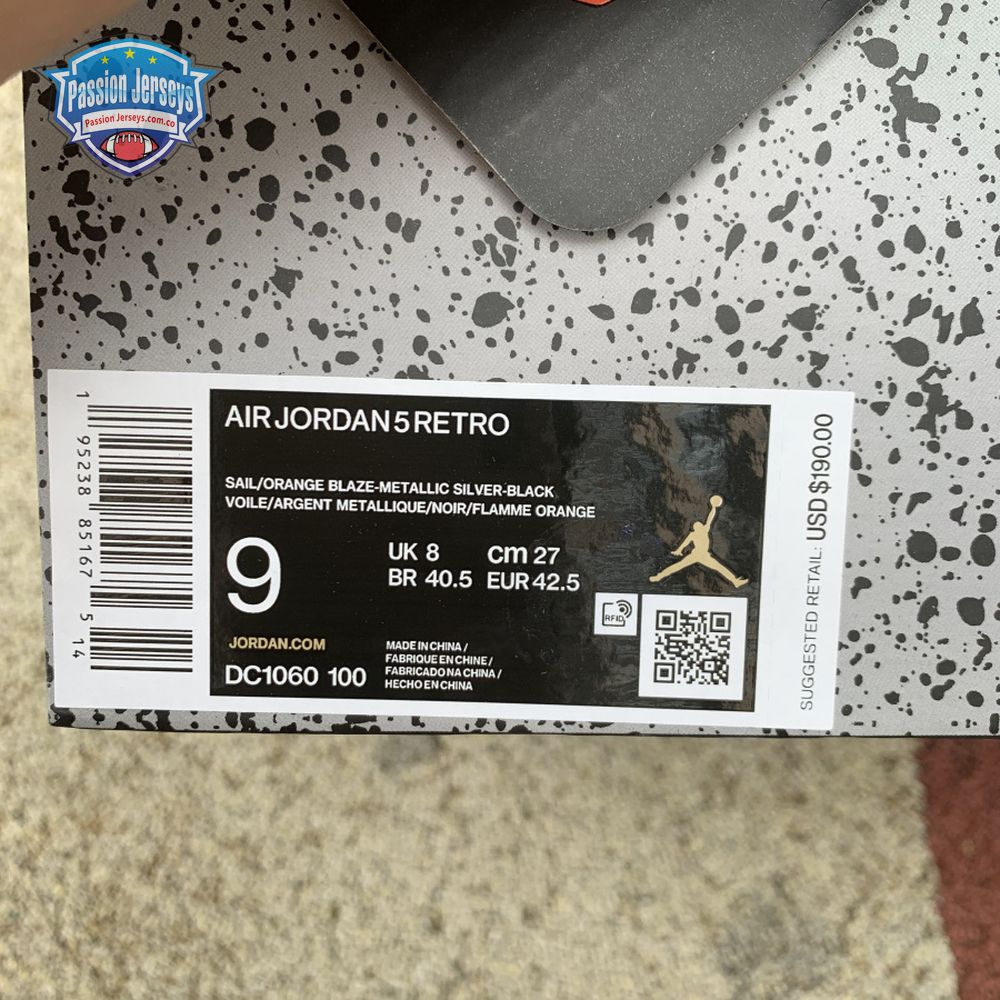 Passion Jerseys
Passion Jerseys.com.co
AIR JORDAN 5 RETRO
SAIL/ORANGE BLAZE-METALLIC SILVER-BLACK
VOILE/ARGENT METALLIQUE/NOIR/FLAMME ORANGE
9
UK 8 cm 27
BR 40.5 EUR 42.5
RFID
JORDAN.COM
DC1060 100
MADE IN CHINA /
FABRIQUE EN CHINE /
FABRICADO NA CHINA /
HECHO EN CHINA
1 95238 85167 5 14
SUGGESTED RETAIL: USD $190.00